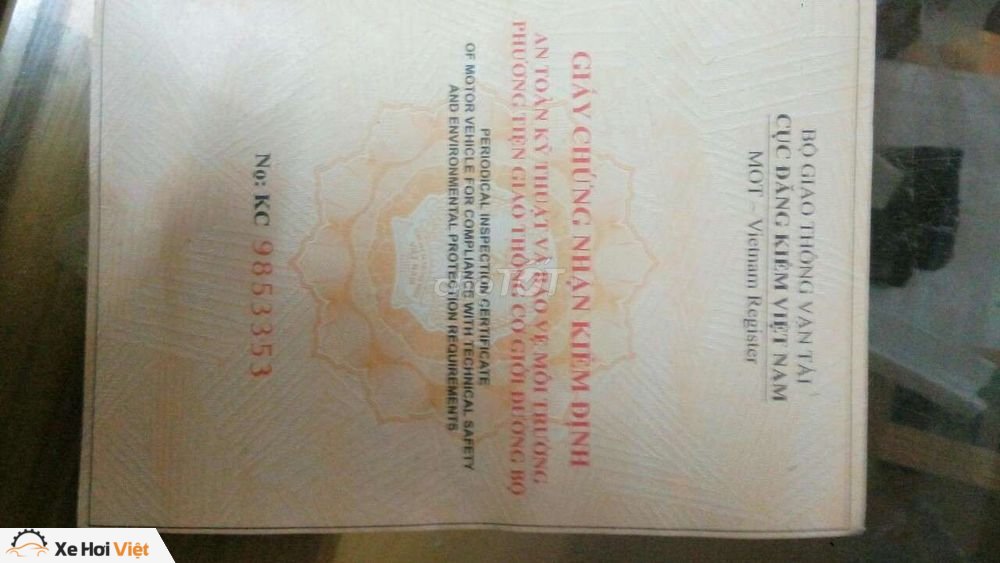 BỘ GIAO THÔNG VẬN TẢI
CỤC ĐĂNG KIỂM VIỆT NAM
MOT – Vietnam Register
GIẤY CHỨNG NHẬN KIỂM ĐỊNH
AN TOÀN KỸ THUẬT VÀ BẢO VỆ MÔI TRƯỜNG
PHƯƠNG TIỆN GIAO THÔNG CƠ GIỚI ĐƯỜNG BỘ
PERIODICAL INSPECTION CERTIFICATE
OF MOTOR VEHICLE FOR COMPLIANCE WITH TECHNICAL SAFETY
AND ENVIRONMENTAL PROTECTION REQUIREMENTS
No: KC 9853353
Xe Hơi Việt